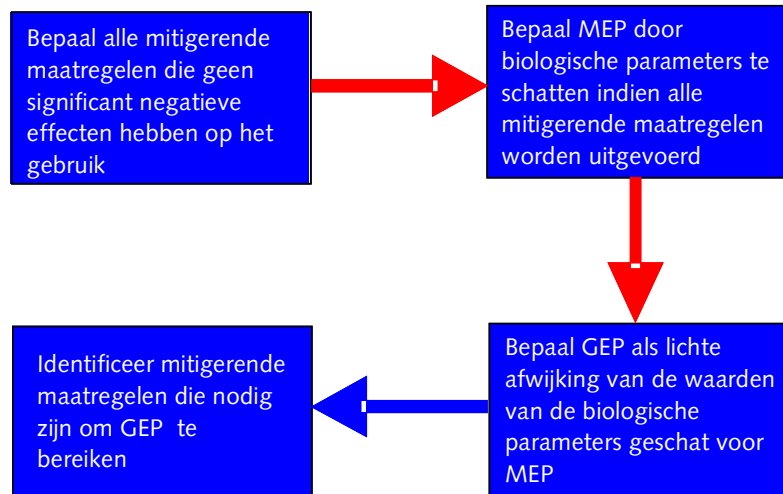 Bepaal alle mitigerende
maatregelen die geen
significant negatieve
effecten hebben op het
gebruik
Bepaal MEP door
biologische parameters te
schatten indien alle
mitigerende maatregelen
worden uitgevoerd
Bepaal GEP als lichte
afwijking van de waarden
van de biologische
parameters geschat voor
MEP
Identificeer mitigerende
maatregelen die nodig
zijn om GEP te
bereiken